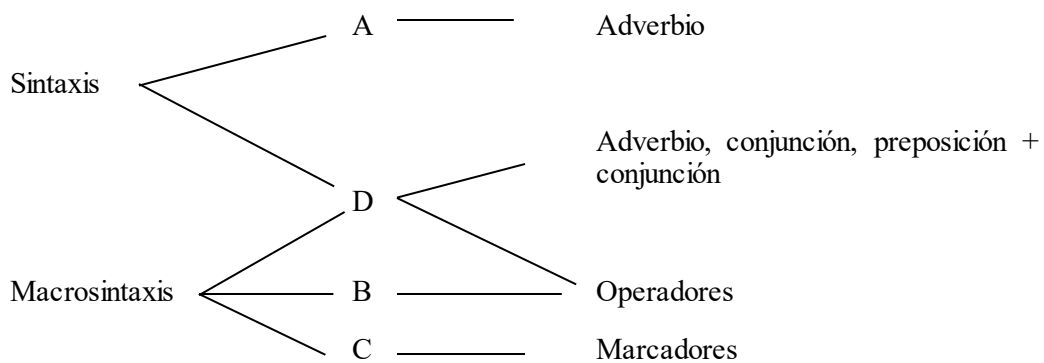 A Adverbio
Sintaxis
Adverbio, conjunción, preposición +
conjunción
D
Macrosintaxis B Operadores
C Marcadores